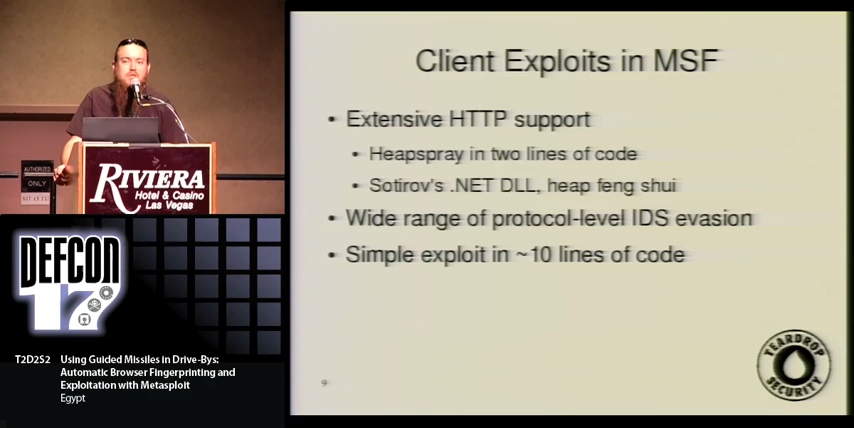 Client Exploits in MSF
• Extensive HTTP support
• Heapspray in two lines of code
• Sotirov's .NET DLL, heap feng shui
• Wide range of protocol-level IDS evasion
• Simple exploit in ~10 lines of code
9
TEARDROP
SECURITY
AUTHORIZED
ONLY
RIVIERA
Hotel & Casino
Las Vegas
DEFCON
17
T2D2S2 Using Guided Missiles in Drive-Bys:
Automatic Browser Fingerprinting and
Exploitation with Metasploit
Egypt